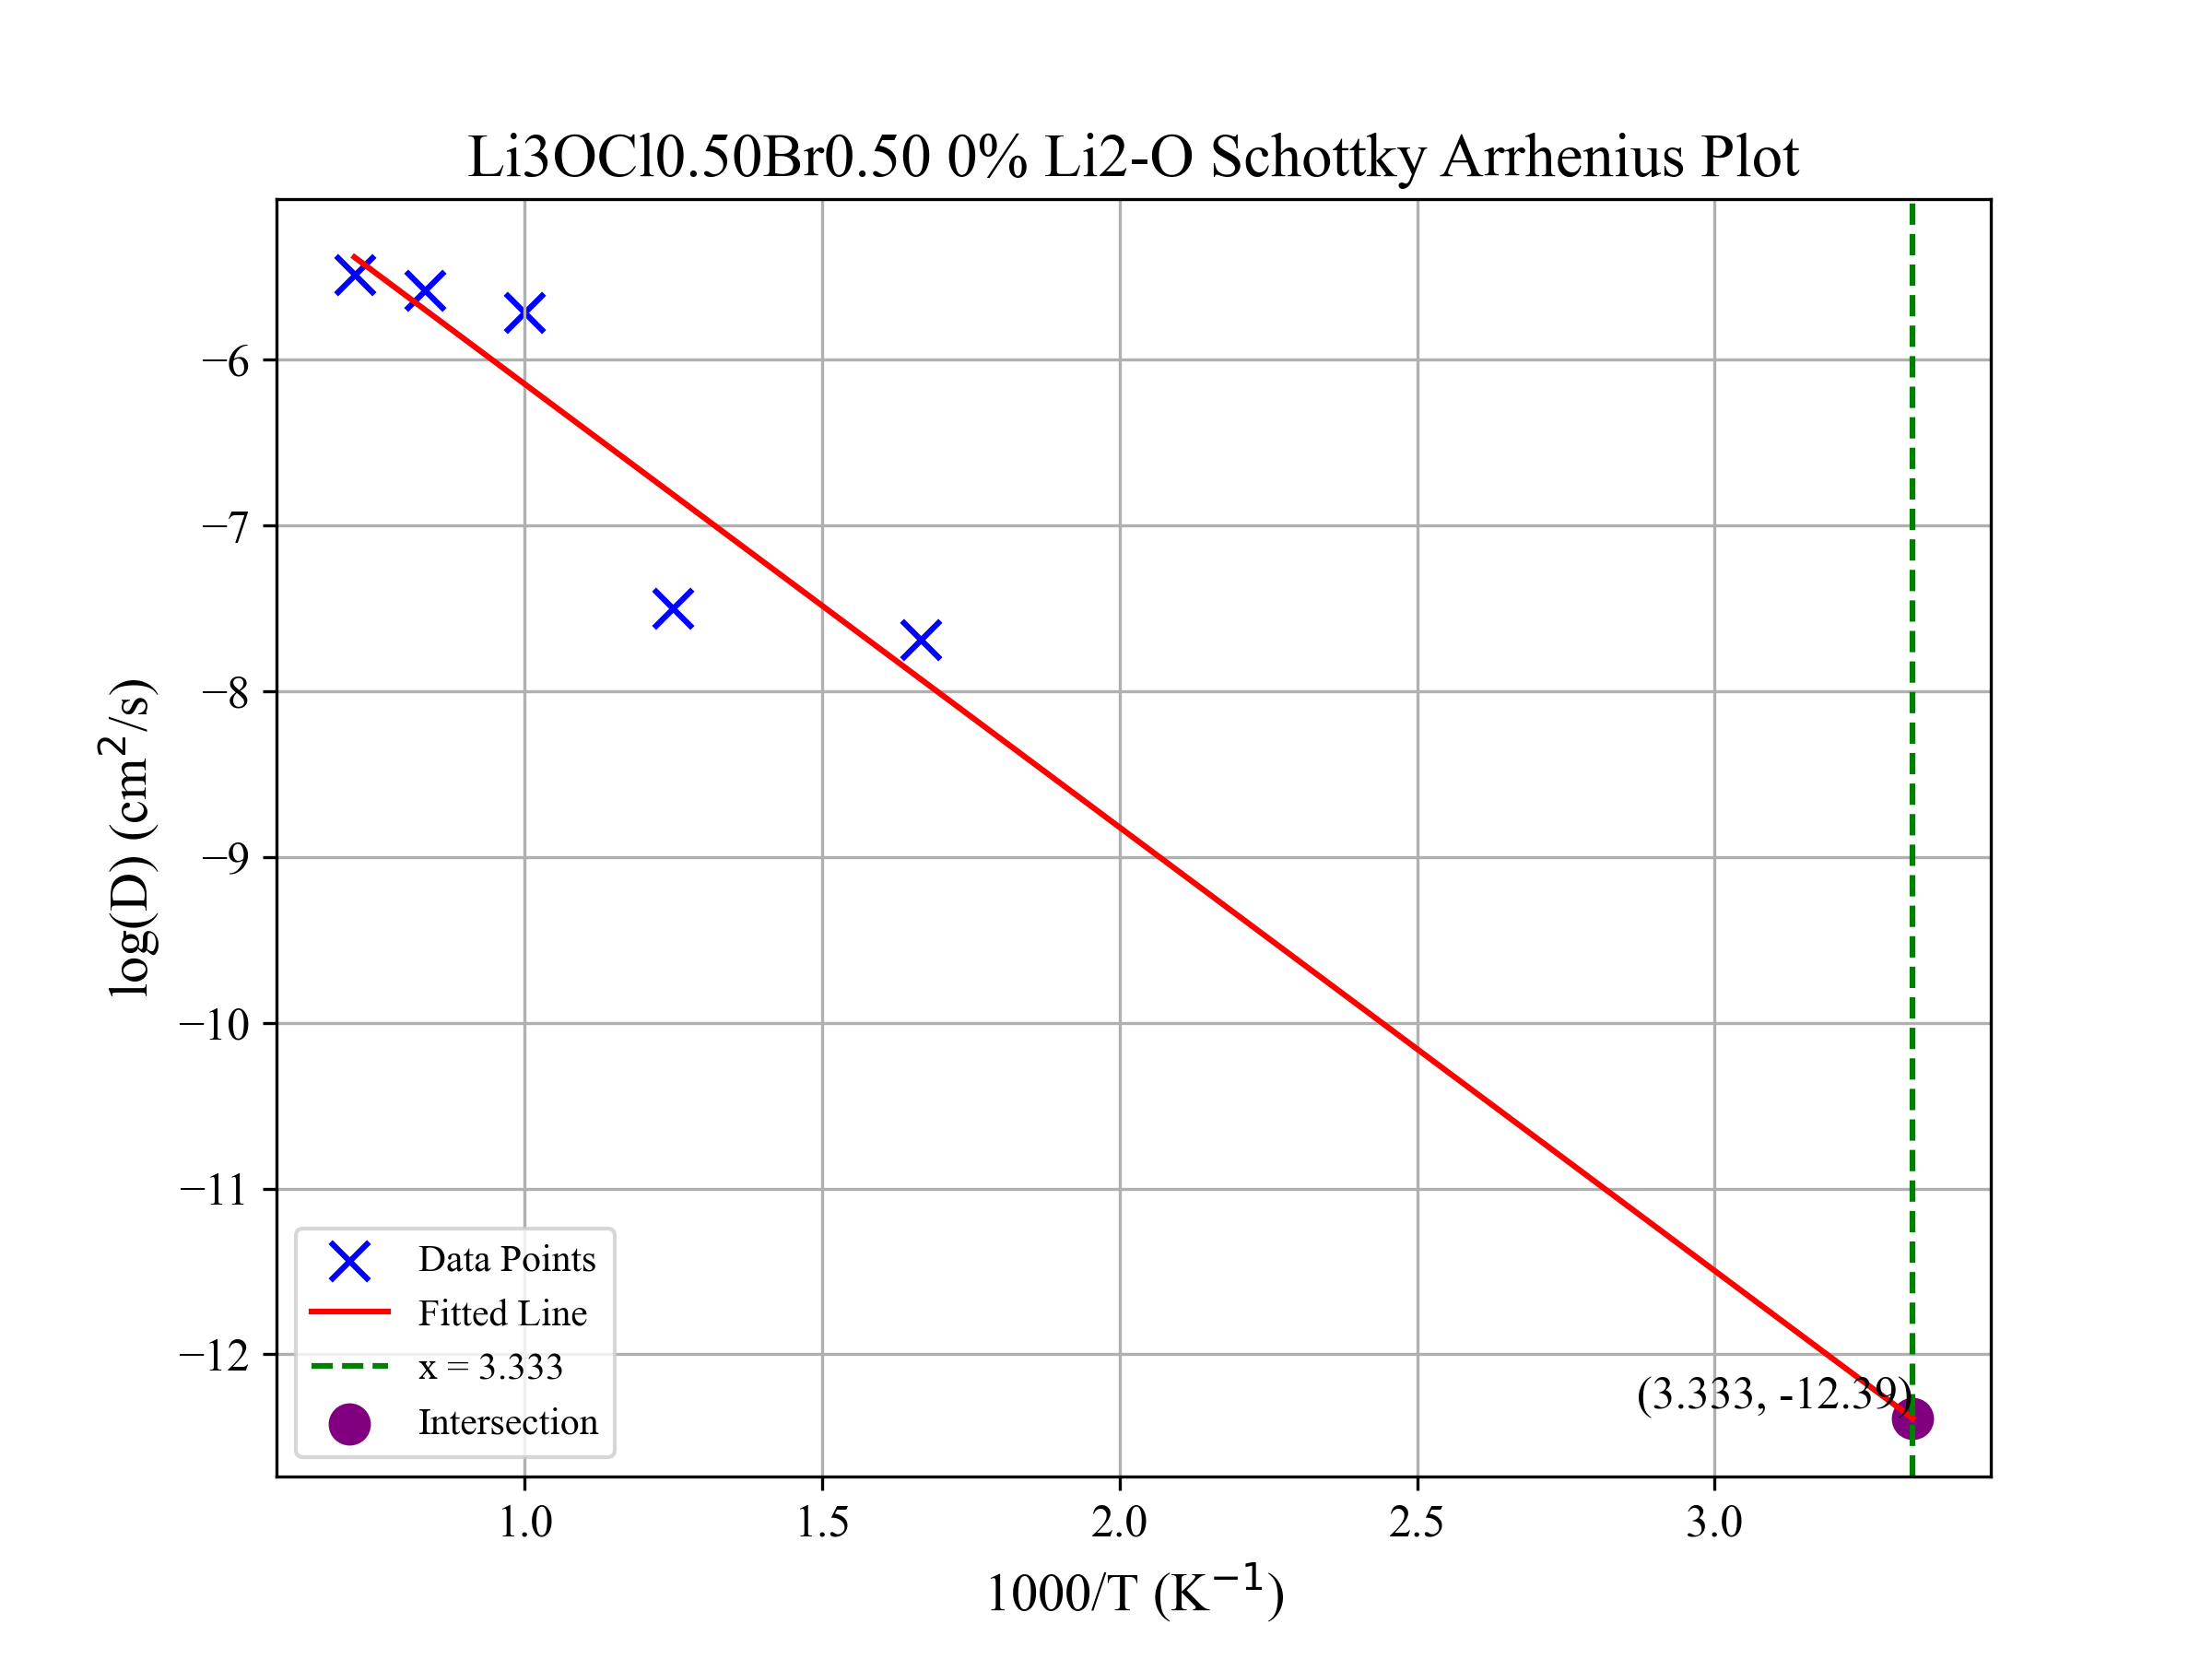 Li3OCl0.50Br0.50 0% Li2-O Schottky Arrhenius Plot
log(D) (cm²/s)
−6
−7
−8
−9
−10
−11
−12
Data Points
Fitted Line
x = 3.333
Intersection
(3.333, -12.39)
1.0 1.5 2.0 2.5 3.0
1000/T (K⁻¹)